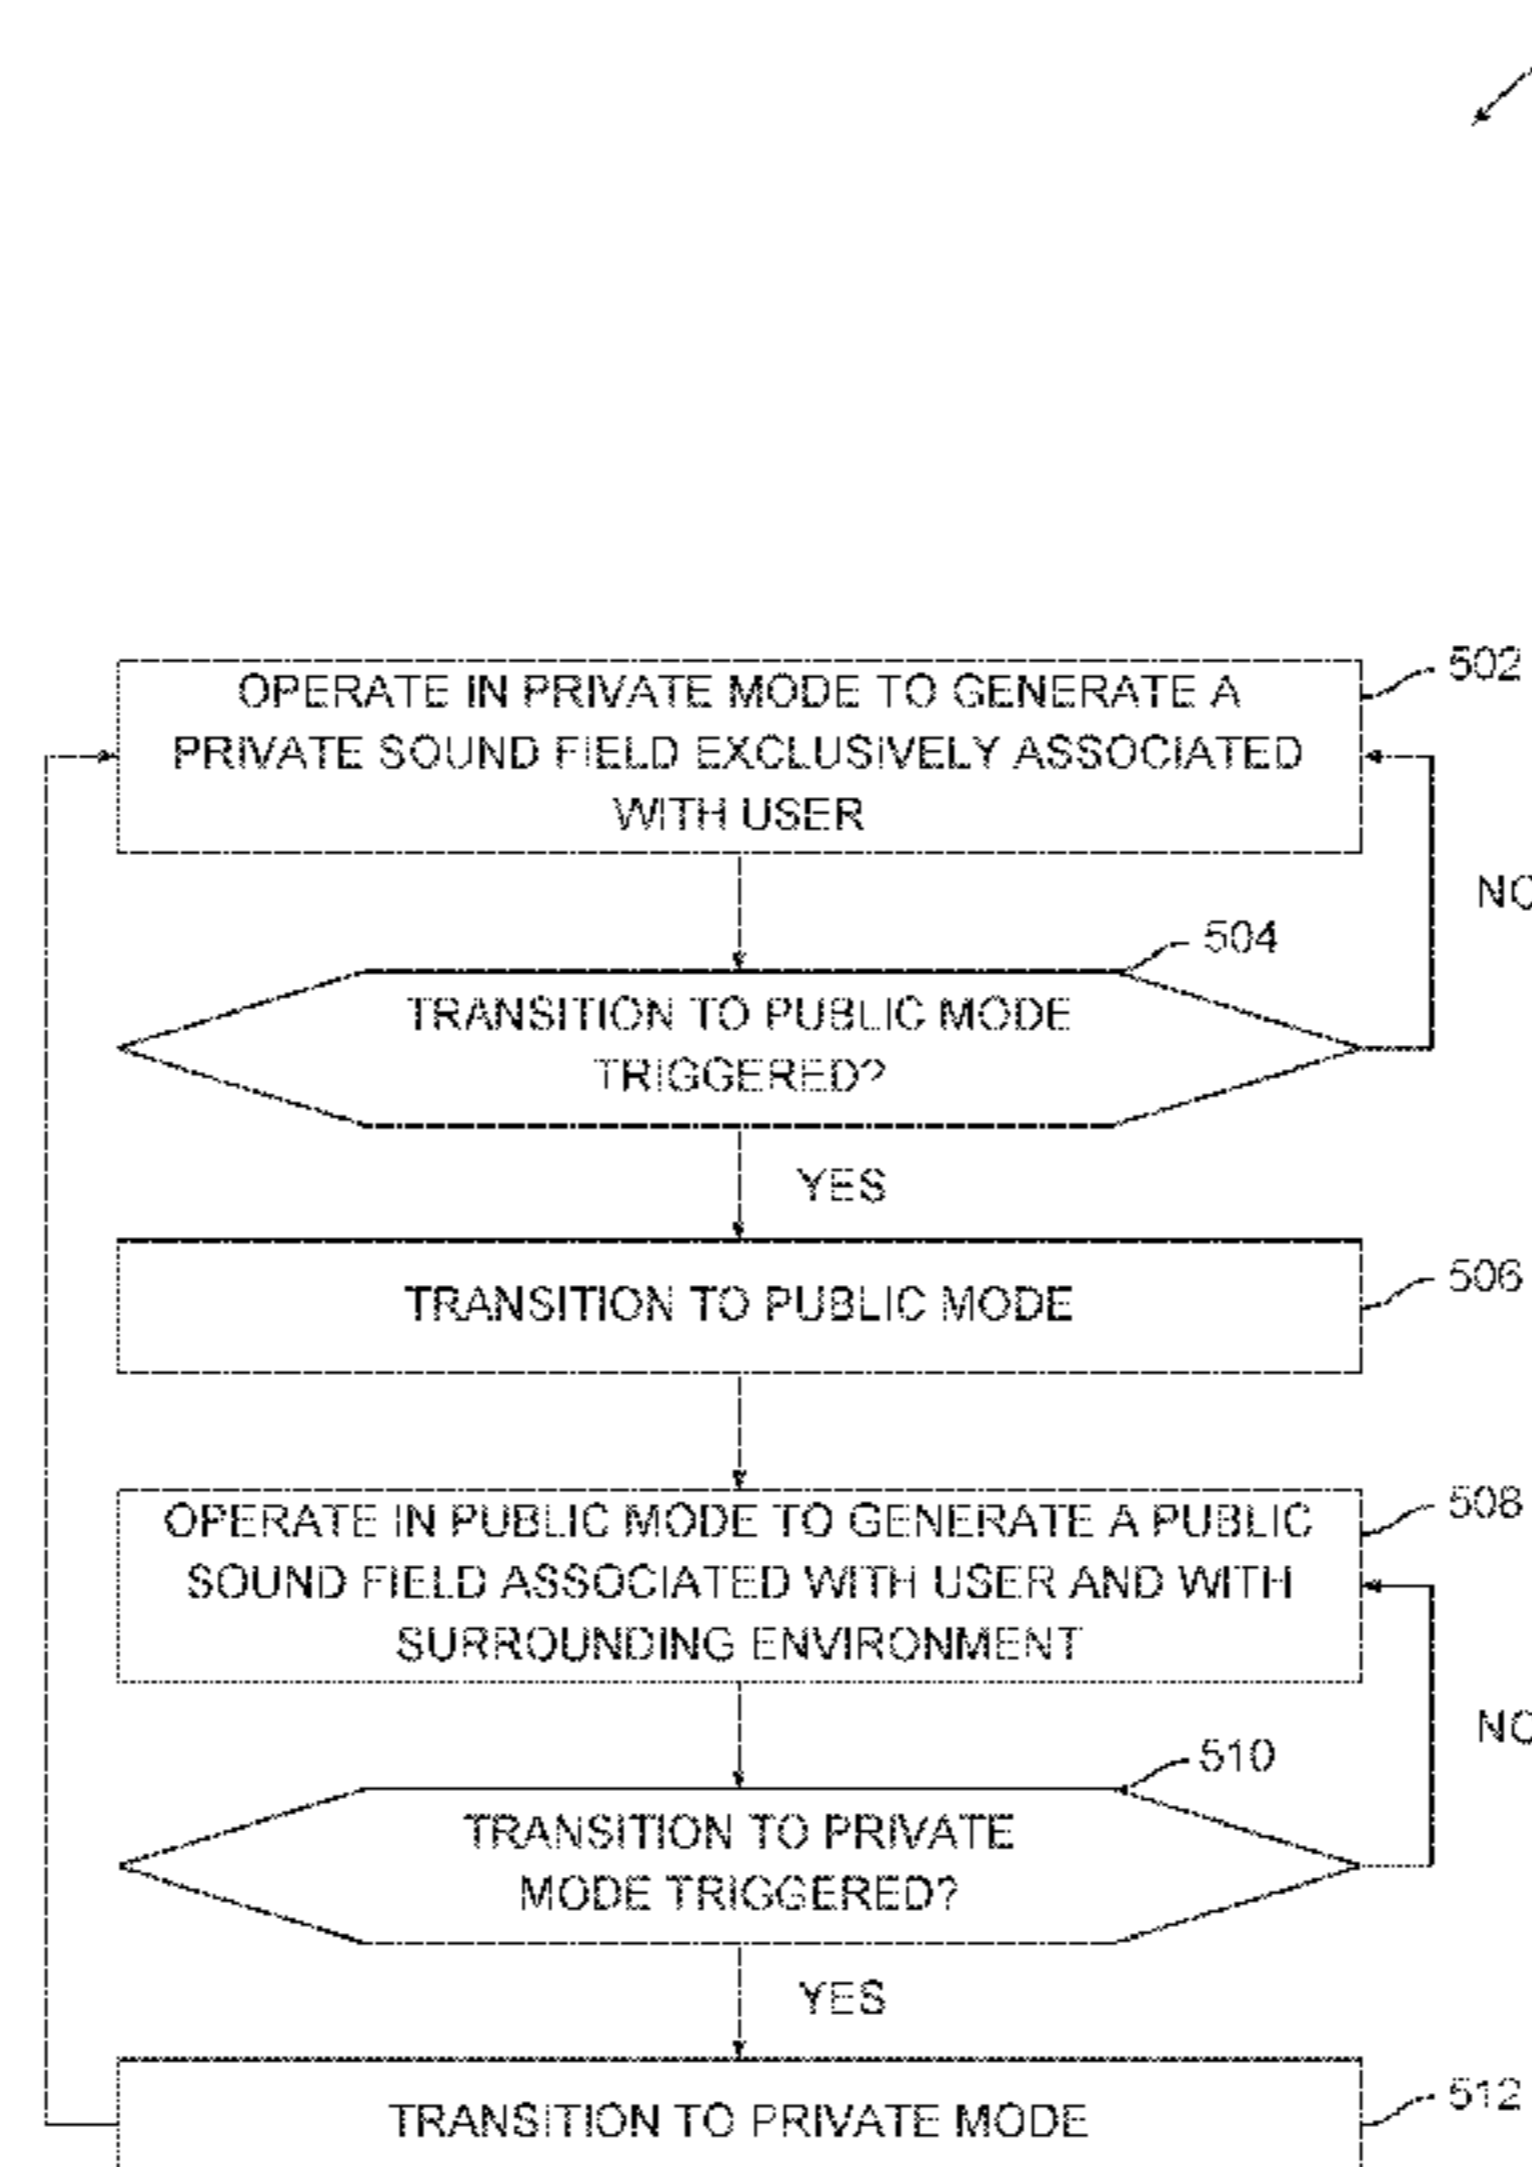 502
OPERATE IN PRIVATE MODE TO GENERATE A
PRIVATE SOUND FIELD EXCLUSIVELY ASSOCIATED
WITH USER
NO
504
TRANSITION TO PUBLIC MODE
TRIGGERED?
YES
506
TRANSITION TO PUBLIC MODE
508
OPERATE IN PUBLIC MODE TO GENERATE A PUBLIC
SOUND FIELD ASSOCIATED WITH USER AND WITH
SURROUNDING ENVIRONMENT
NO
510
TRANSITION TO PRIVATE
MODE TRIGGERED?
YES
512
TRANSITION TO PRIVATE MODE